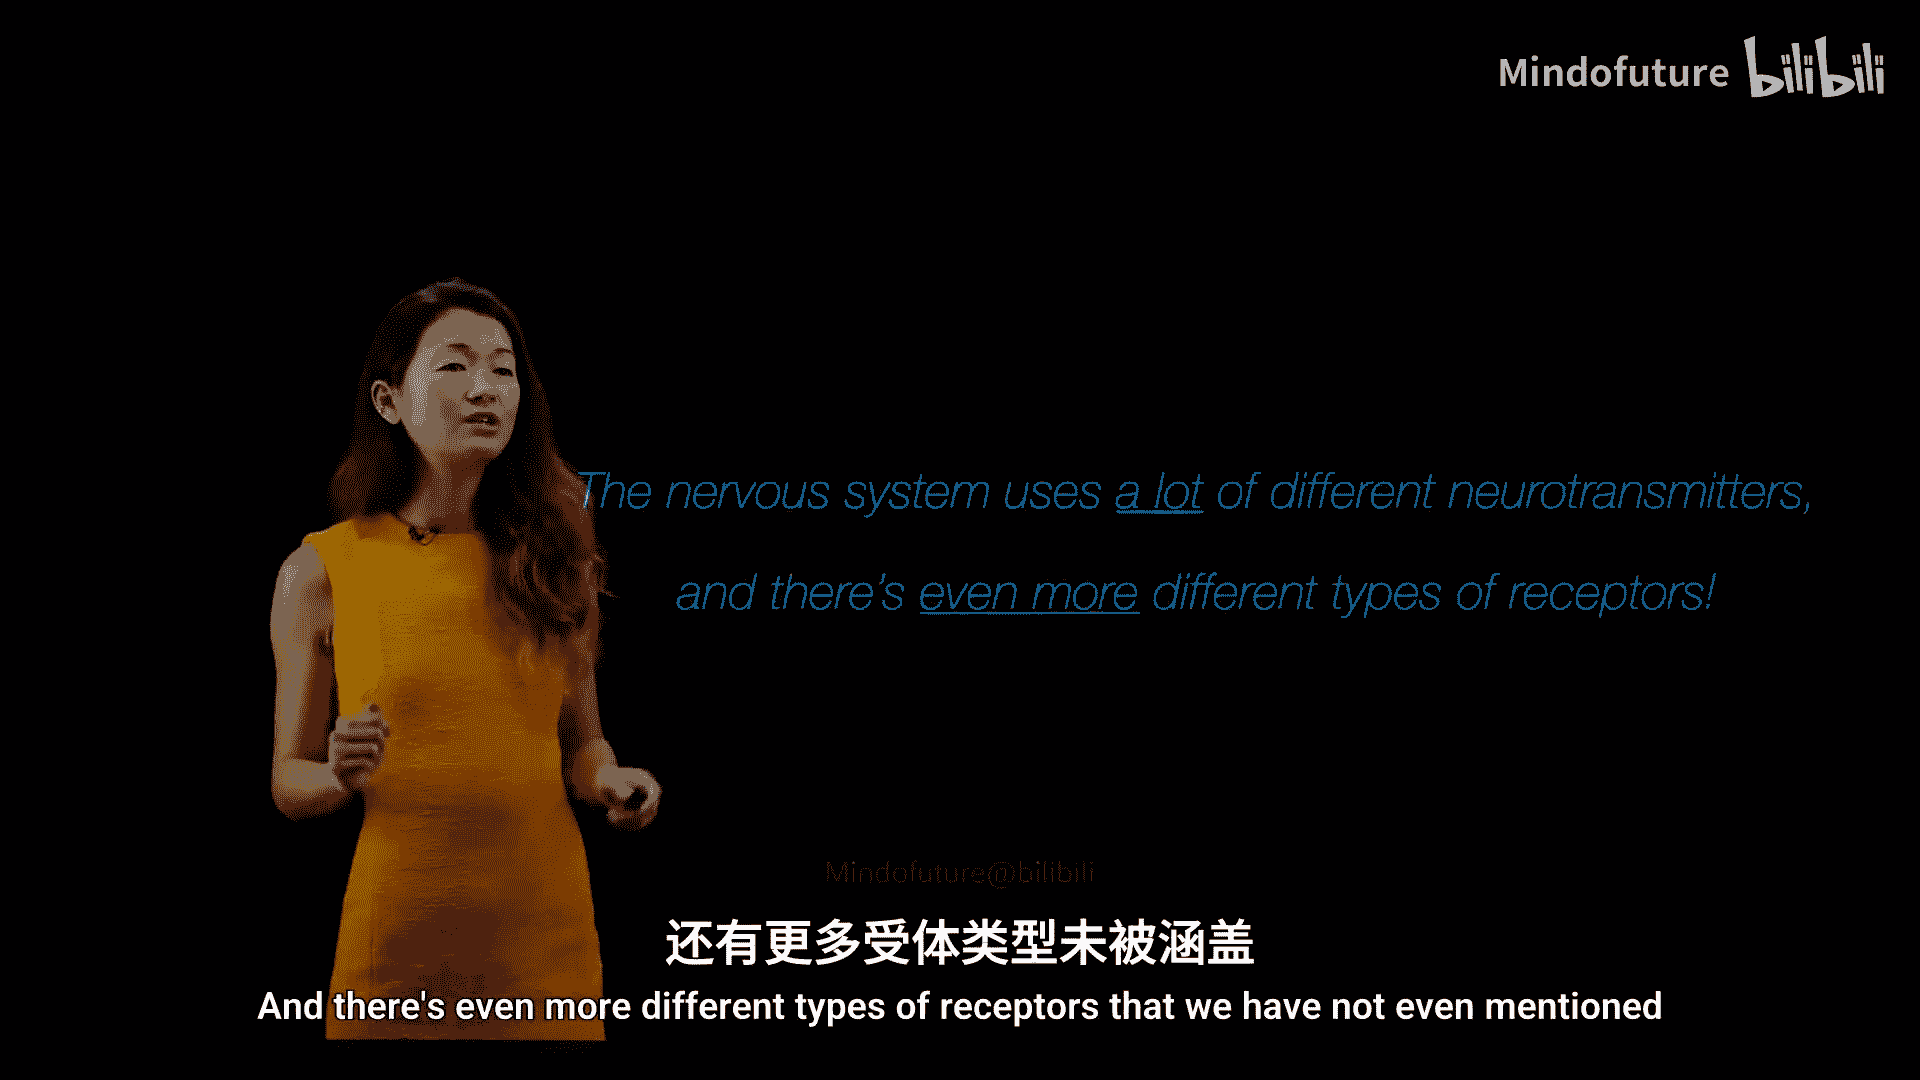 Mindofuture bilibili
The nervous system uses a lot of different neurotransmitters,
and there’s even more different types of receptors!
Mindofuture@bilibili
还有更多受体类型未被涵盖
And there's even more different types of receptors that we have not even mentioned